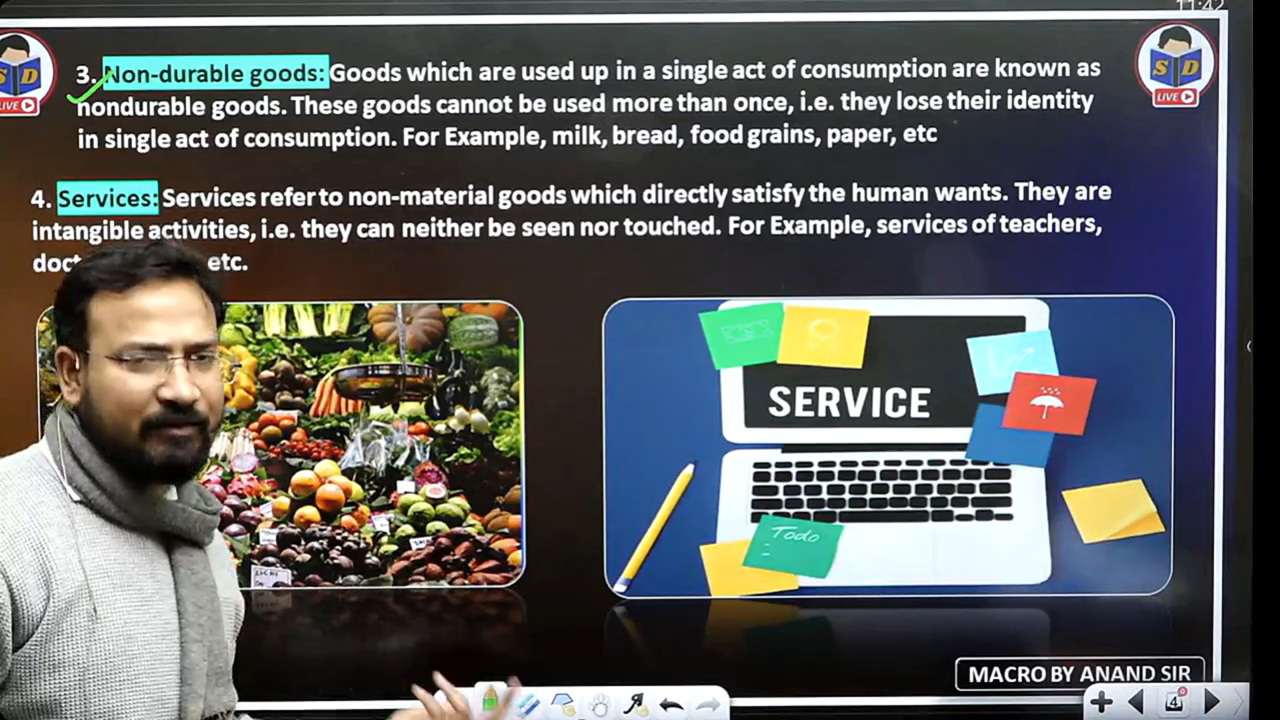 11:42
3. Non-durable goods: Goods which are used up in a single act of consumption are known as
nondurable goods. These goods cannot be used more than once, i.e. they lose their identity
in single act of consumption. For Example, milk, bread, food grains, paper, etc
4. Services: Services refer to non-material goods which directly satisfy the human wants. They are
intangible activities, i.e. they can neither be seen nor touched. For Example, services of teachers,
etc.
S D
LIVE
S D
LIVE
SERVICE
Todo
MACRO BY ANAND SIR
4